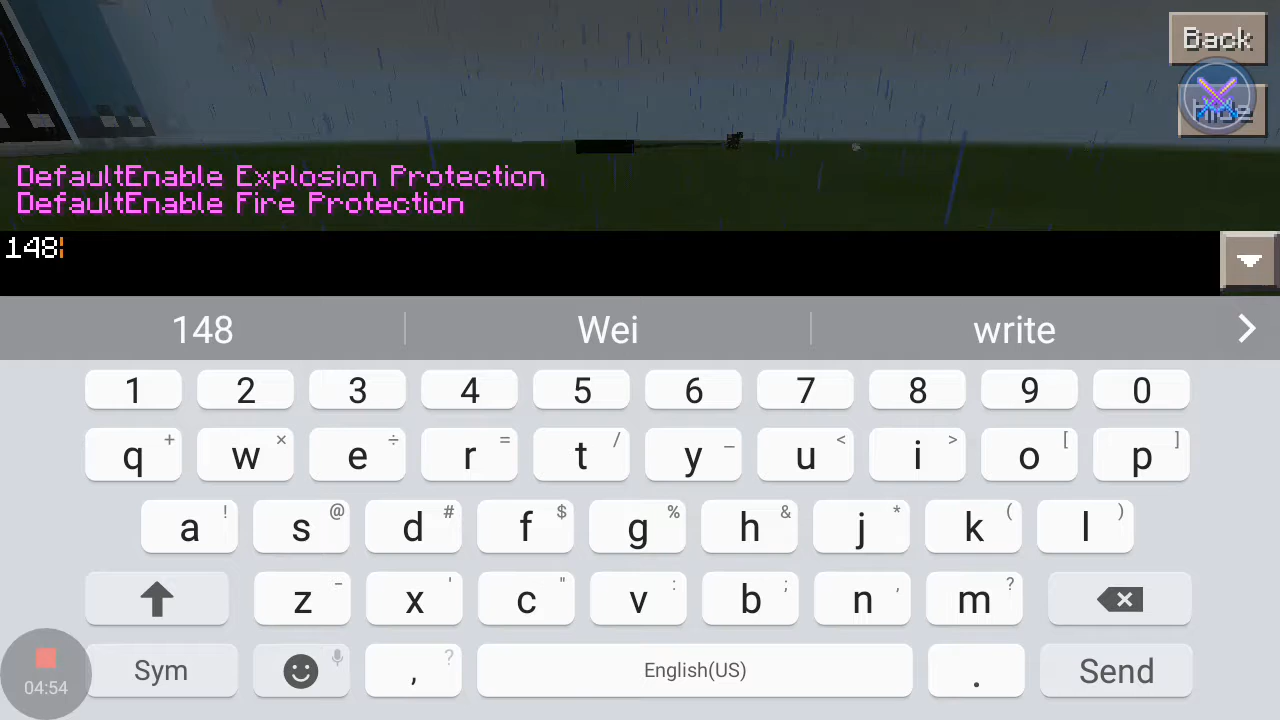 Back
Hide
DefaultEnable Explosion Protection
DefaultEnable Fire Protection
148
148 Wei write
1 2 3 4 5 6 7 8 9 0
q + w × e ÷ r = t / y _ u < i > o [ p ]
a ! s @ d # f $ g % h & j * k ( l )
z - x ' c " v : b ; n , m ?
04:54 Sym , ? English(US) . Send